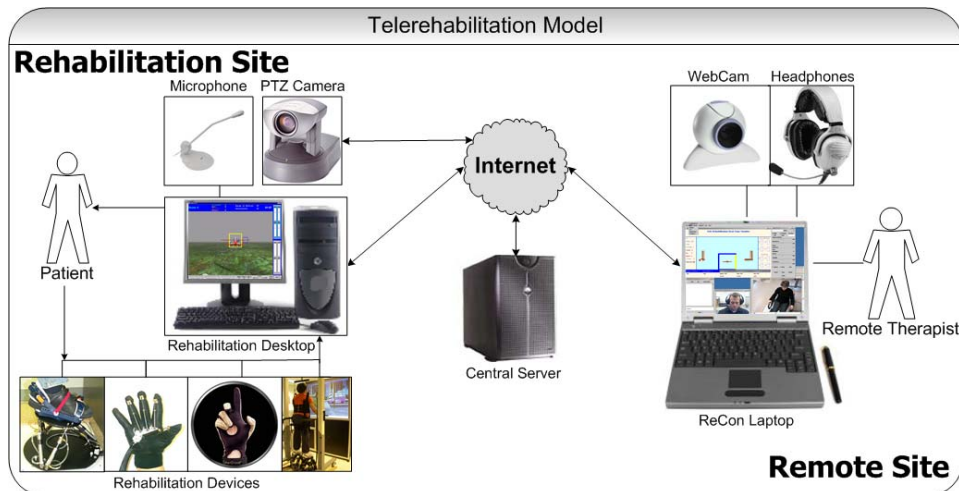 Telerehabilitation Model
Rehabilitation Site
Microphone
PTZ Camera
WebCam
Headphones
Internet
Patient
Rehabilitation Desktop
Central Server
Remote Therapist
ReCon Laptop
Rehabilitation Devices
Remote Site